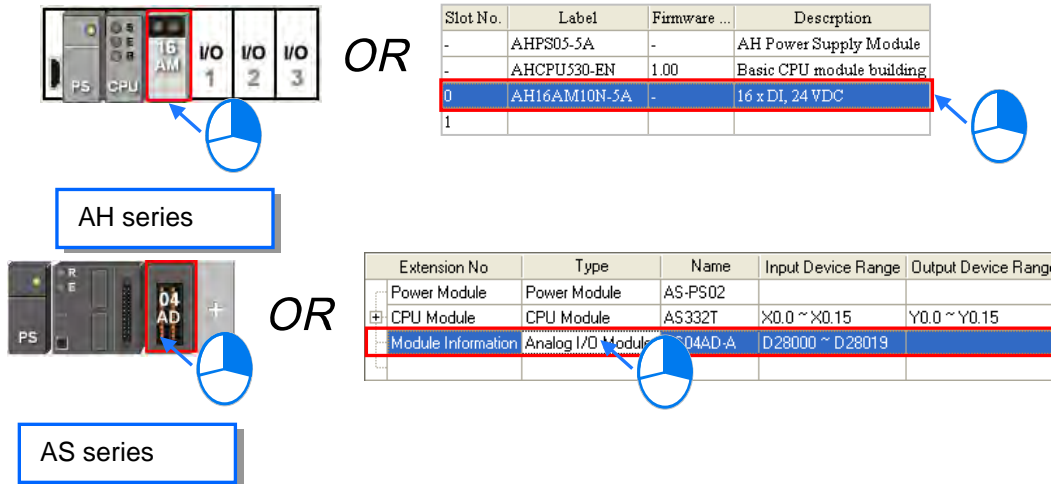 PS CPU 16 AM I/O 1 I/O 2 I/O 3
OR
Slot No. Label Firmware ... Descrption
- AHPS05-5A - AH Power Supply Module
- AHCPU530-EN 1.00 Basic CPU module building
0 AH16AM10N-5A - 16 x DI, 24 VDC
1
AH series
PS R E 04 AD +
OR
Extension No Type Name Input Device Range Output Device Range
Power Module Power Module AS-PS02
CPU Module CPU Module AS332T X0.0 ~ X0.15 Y0.0 ~ Y0.15
Module Information Analog I/O Module S04AD-A D28000 ~ D28019
AS series